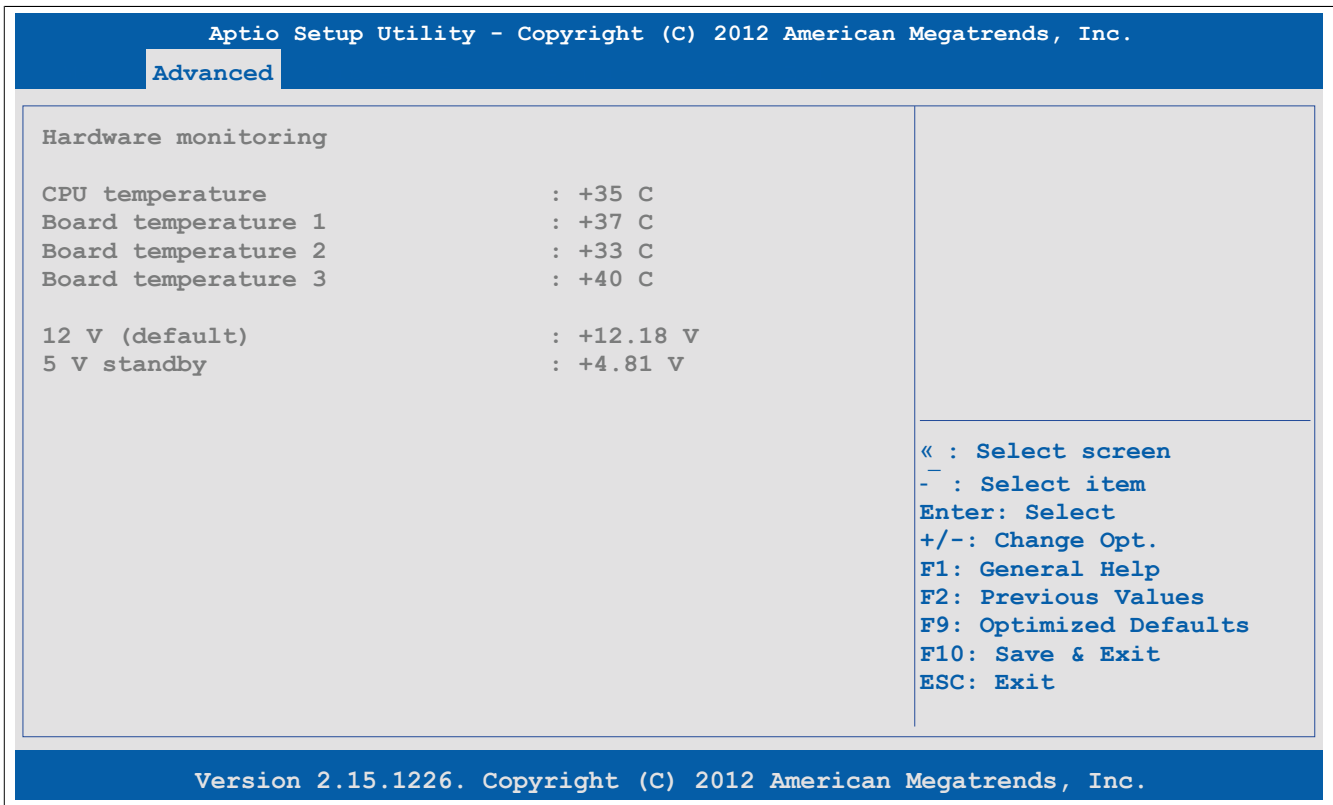 Aptio Setup Utility - Copyright (C) 2012 American Megatrends, Inc.
Advanced
Hardware monitoring
CPU temperature : +35 C
Board temperature 1 : +37 C
Board temperature 2 : +33 C
Board temperature 3 : +40 C
12 V (default) : +12.18 V
5 V standby : +4.81 V
« : Select screen
-¯ : Select item
Enter: Select
+/-: Change Opt.
F1: General Help
F2: Previous Values
F9: Optimized Defaults
F10: Save & Exit
ESC: Exit
Version 2.15.1226. Copyright (C) 2012 American Megatrends, Inc.